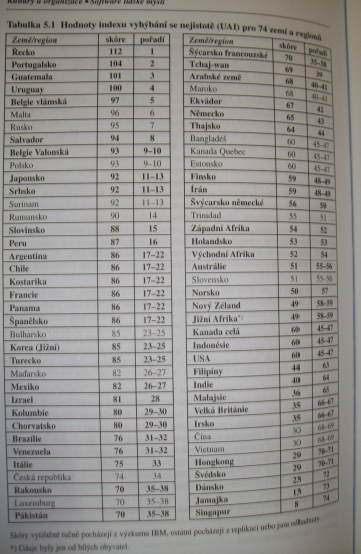 Kultury a organizace • Software naší mysli
Tabulka 5.1 Hodnoty indexu vyhýbání se nejistotě (UAI) pro 74 zemí a regionů
Země/region skóre pořadí
Řecko 112 1
Portugalsko 104 2
Guatemala 101 3
Uruguay 100 4
Belgie vlámská 97 5
Malta 96 6
Rusko 95 7
Salvador 94 8
Belgie Valonská 93 9–10
Polsko 93 9–10
Japonsko 92 11–13
Srbsko 92 11–13
Surinam 92 11–13
Rumunsko 90 14
Slovinsko 88 15
Peru 87 16
Argentina 86 17–22
Chile 86 17–22
Kostarika 86 17–22
Francie 86 17–22
Panama 86 17–22
Španělsko 86 17–22
Bulharsko 85 23–25
Korea (Jižní) 85 23–25
Turecko 85 23–25
Maďarsko 82 26–27
Mexiko 82 26–27
Izrael 81 28
Kolumbie 80 29–30
Chorvatsko 80 29–30
Brazílie 76 31–32
Venezuela 76 31–32
Itálie 75 33
Česká republika 74 34
Rakousko 70 35–38
Luxemburg 70 35–38
Pákistán 70 35–38
Země/region skóre pořadí
Švýcarsko francouzské 70 35–38
Tchaj-wan 69 39
Arabské země 68 40–41
Maroko 68 40–41
Ekvádor 67 42
Německo 65 43
Thajsko 64 44
Bangladéš 60 45–47
Kanada Quebec 60 45–47
Estonsko 60 45–47
Finsko 59 48–49
Írán 59 48–49
Švýcarsko německé 56 50
Trinidad 55 51
Západní Afrika 54 52
Holandsko 53 53
Východní Afrika 52 54
Austrálie 51 55–56
Slovensko 51 55–56
Norsko 50 57
Nový Zéland 49 58–59
Jižní Afrika*) 49 58–59
Kanada celá 60 45–47
Indonésie 60 45–47
USA 60 45–47
Filipíny 44 63
Indie 40 64
Malajsie 36 65
Velká Británie 35 66–67
Irsko 35 66–67
Čína 30 68–69
Vietnam 30 68–69
Hongkong 29 70–71
Švédsko 29 70–71
Dánsko 23 72
Jamajka 13 73
Singapur 8 74
Skóry vytištěné tučně pocházejí z výzkumu IBM, ostatní pocházejí z replikací nebo jsou odhadnuty.
*) Údaje byly jen od bílých obyvatel.